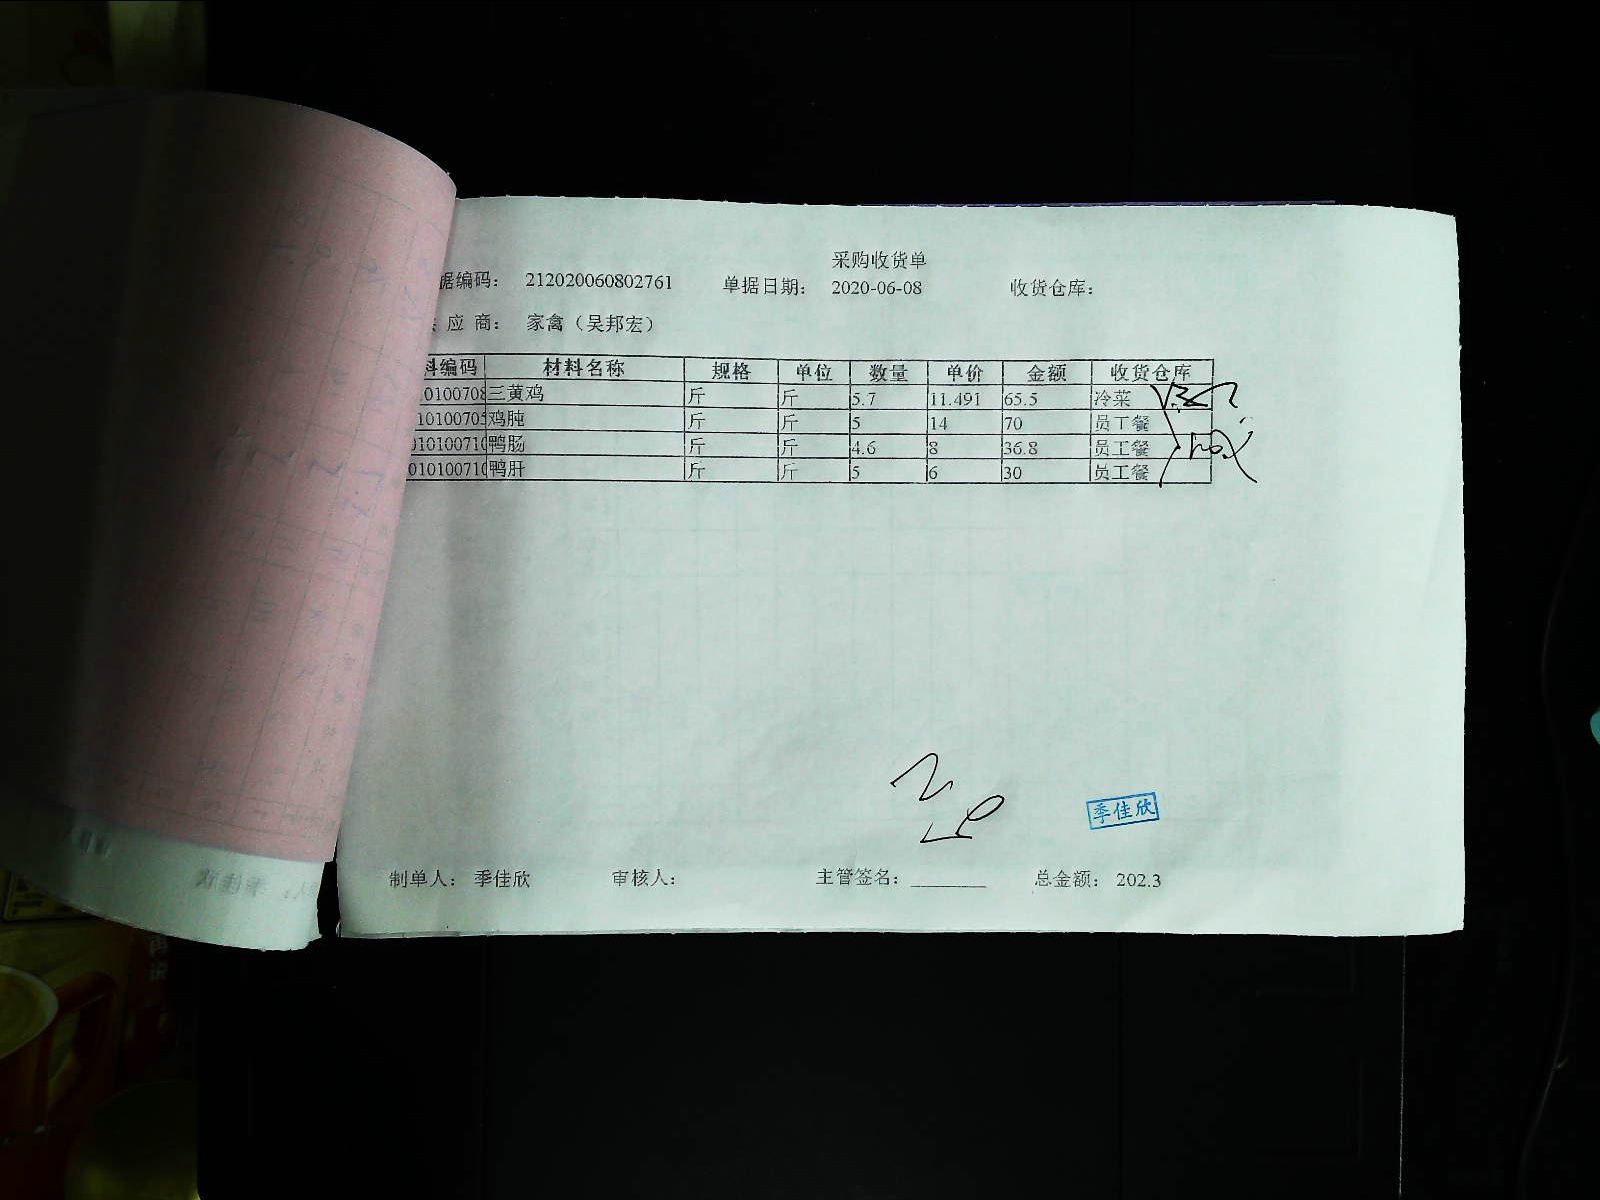 采购收货单
据编码： 212020060802761 单据日期： 2020-06-08 收货仓库：
应 商： 家禽（吴邦宏）
料编码 材料名称 规格 单位 数量 单价 金额 收货仓库
010100708 三黄鸡 斤 斤 5.7 11.491 65.5 冷菜
10100705 鸡肫 斤 斤 5 14 70 员工餐
010100710 鸭肠 斤 斤 4.6 8 36.8 员工餐
010100710 鸭肝 斤 斤 5 6 30 员工餐
季佳欣
制单人： 季佳欣 审核人： 主管签名：_______ 总金额： 202.3